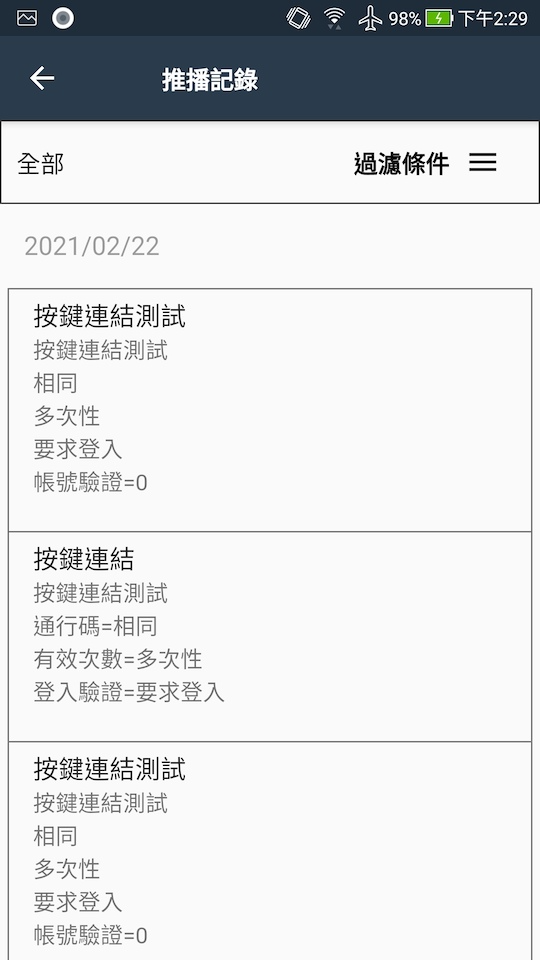 98% 下午2:29
推播記錄
全部 過濾條件
2021/02/22
按鍵連結測試
按鍵連結測試
相同
多次性
要求登入
帳號驗證=0
按鍵連結
按鍵連結測試
通行碼=相同
有效次數=多次性
登入驗證=要求登入
按鍵連結測試
按鍵連結測試
相同
多次性
要求登入
帳號驗證=0